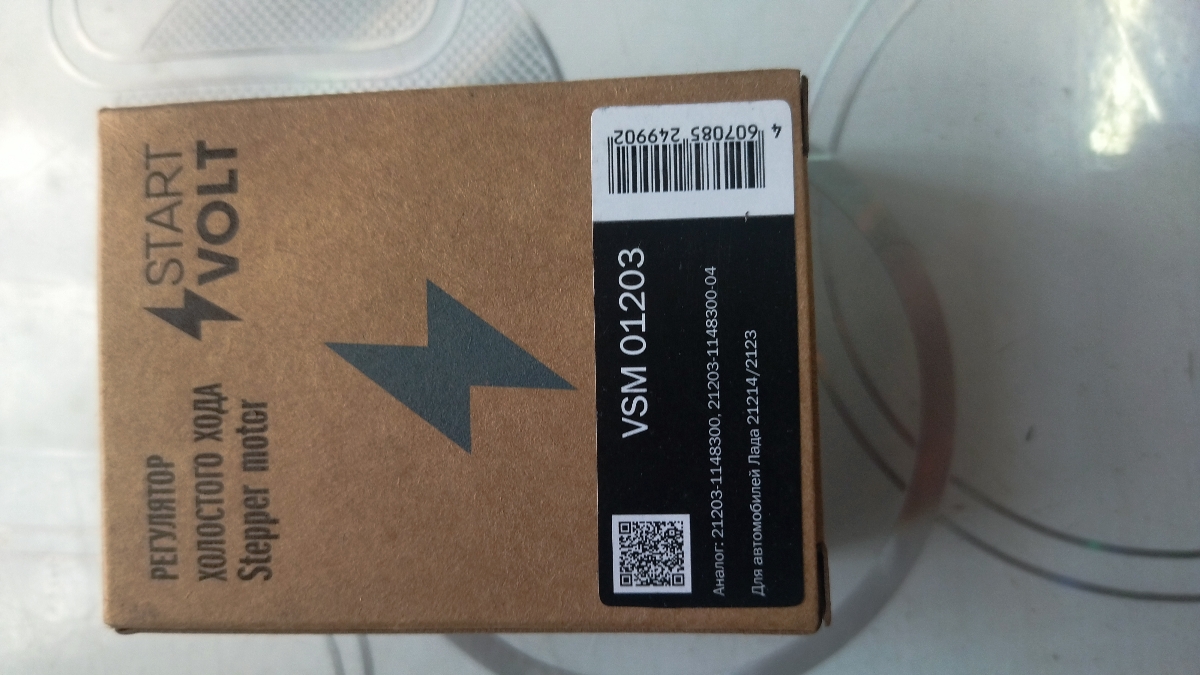 START
VOLT
РЕГУЛЯТОР
ХОЛОСТОГО ХОДА
Stepper motor
VSM 01203
Аналог: 21203-1148300, 21203-1148300-04
Для автомобилей Лада 21214/2123
4 607085 249902